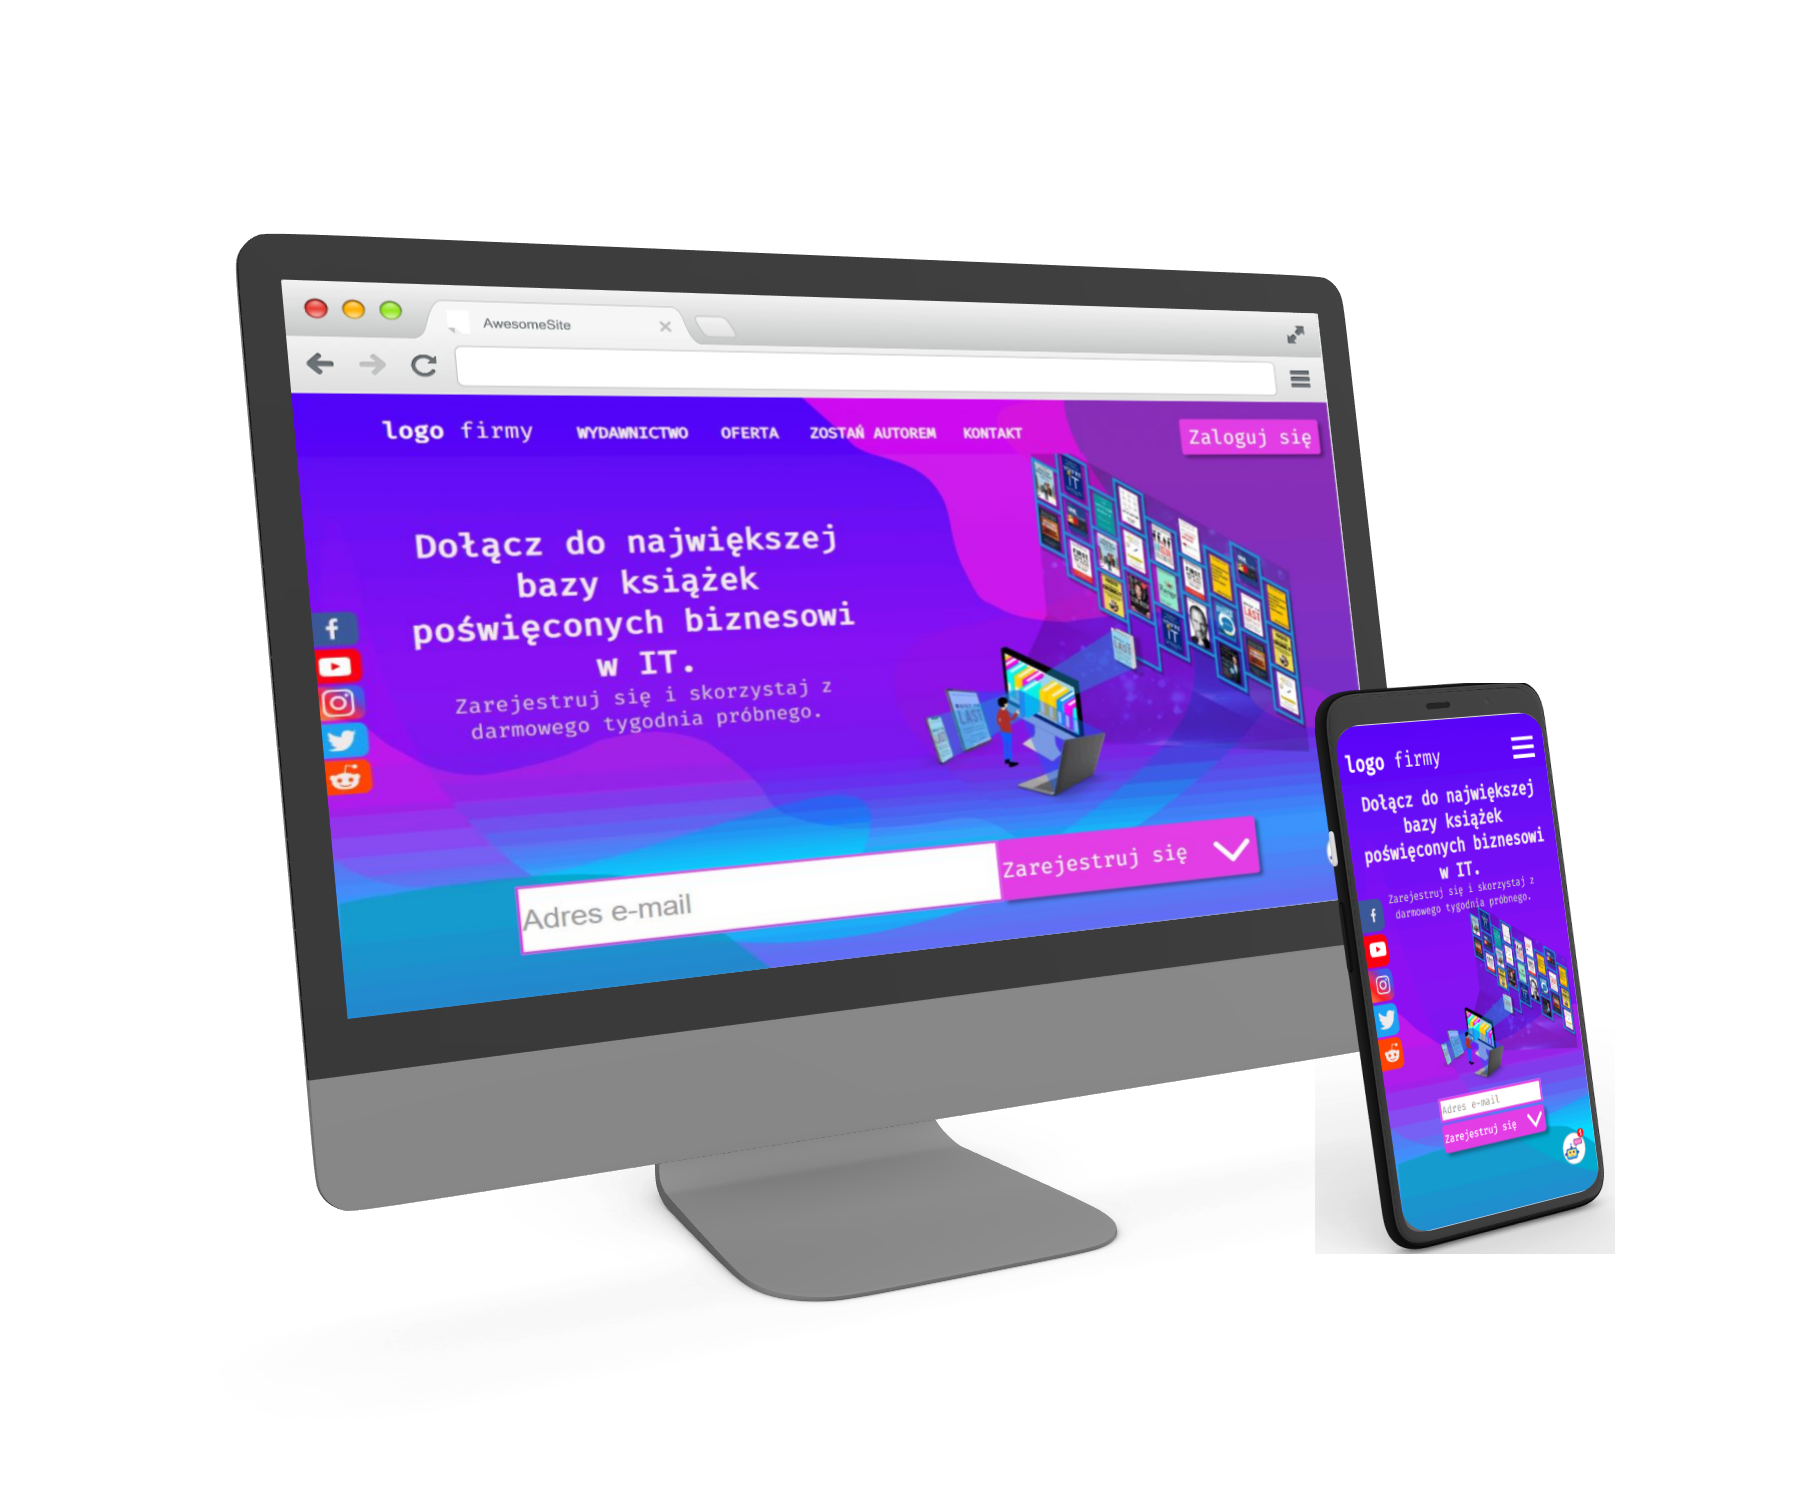 AwesomeSite
logo firmy WYDAWNICTWO OFERTA ZOSTAŃ AUTOREM KONTAKT Zaloguj się
Dołącz do największej
bazy książek
poświęconych biznesowi
w IT.
Zarejestruj się i skorzystaj z
darmowego tygodnia próbnego.
LAST
IT
Adres e-mail Zarejestruj się
logo firmy
Dołącz do największej
bazy książek
poświęconych biznesowi
w IT.
Zarejestruj się i skorzystaj z
darmowego tygodnia próbnego.
Adres e-mail
Zarejestruj się